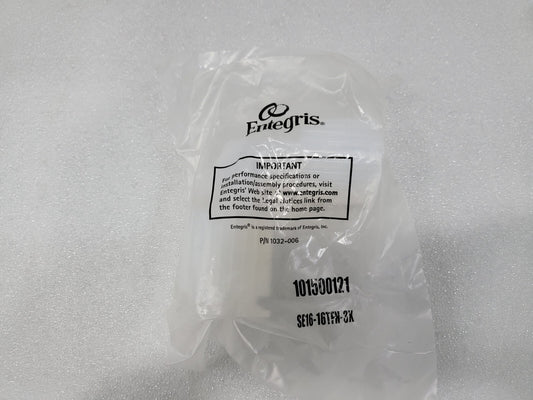 Entegris®
IMPORTANT
For performance specifications or
installation/assembly procedures, visit
Entegris' Web site at www.entegris.com
and select the Legal Notices link from
the footer found on the home page.
Entegris® is a registered trademark of Entegris, Inc.
P/N 1032-006
101500121
SE16-16TFN-3X